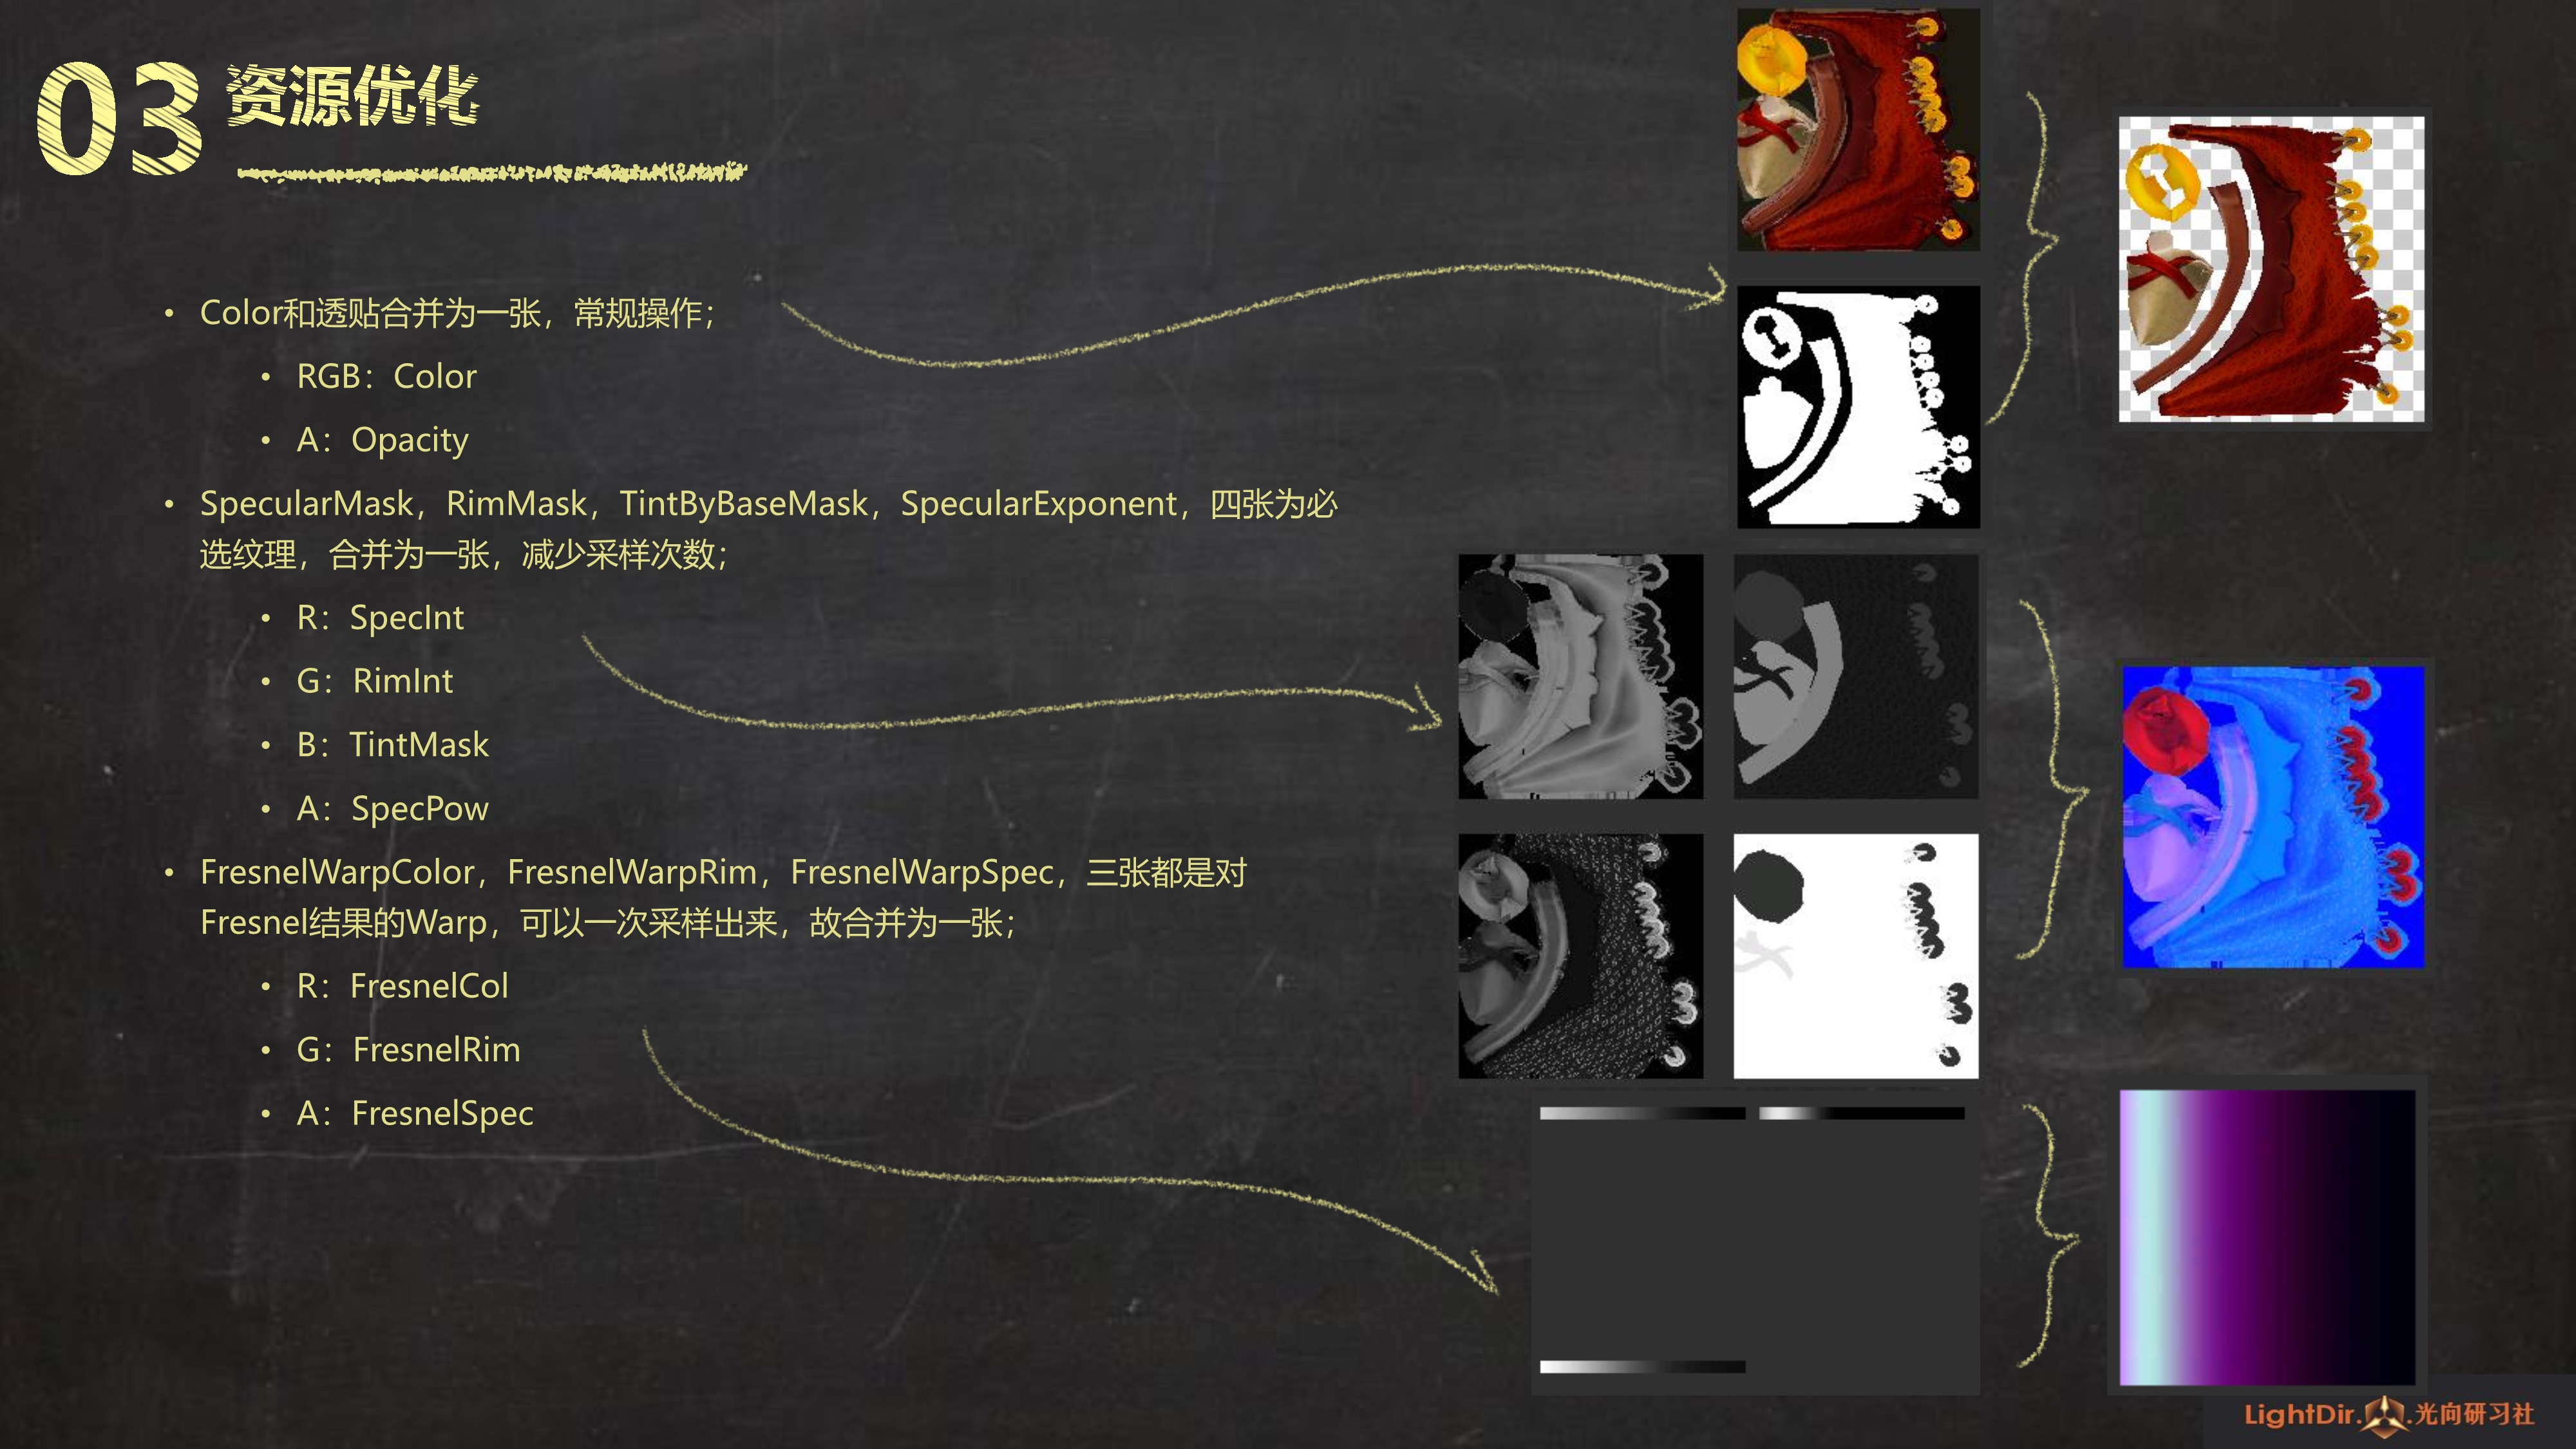 03 资源优化
• Color和透贴合并为一张，常规操作；
• RGB：Color
• A：Opacity
• SpecularMask，RimMask，TintByBaseMask，SpecularExponent，四张为必
选纹理，合并为一张，减少采样次数；
• R：SpecInt
• G：RimInt
• B：TintMask
• A：SpecPow
• FresnelWarpColor，FresnelWarpRim，FresnelWarpSpec，三张都是对
Fresnel结果的Warp，可以一次采样出来，故合并为一张；
• R：FresnelCol
• G：FresnelRim
• A：FresnelSpec
LightDir.光向研习社